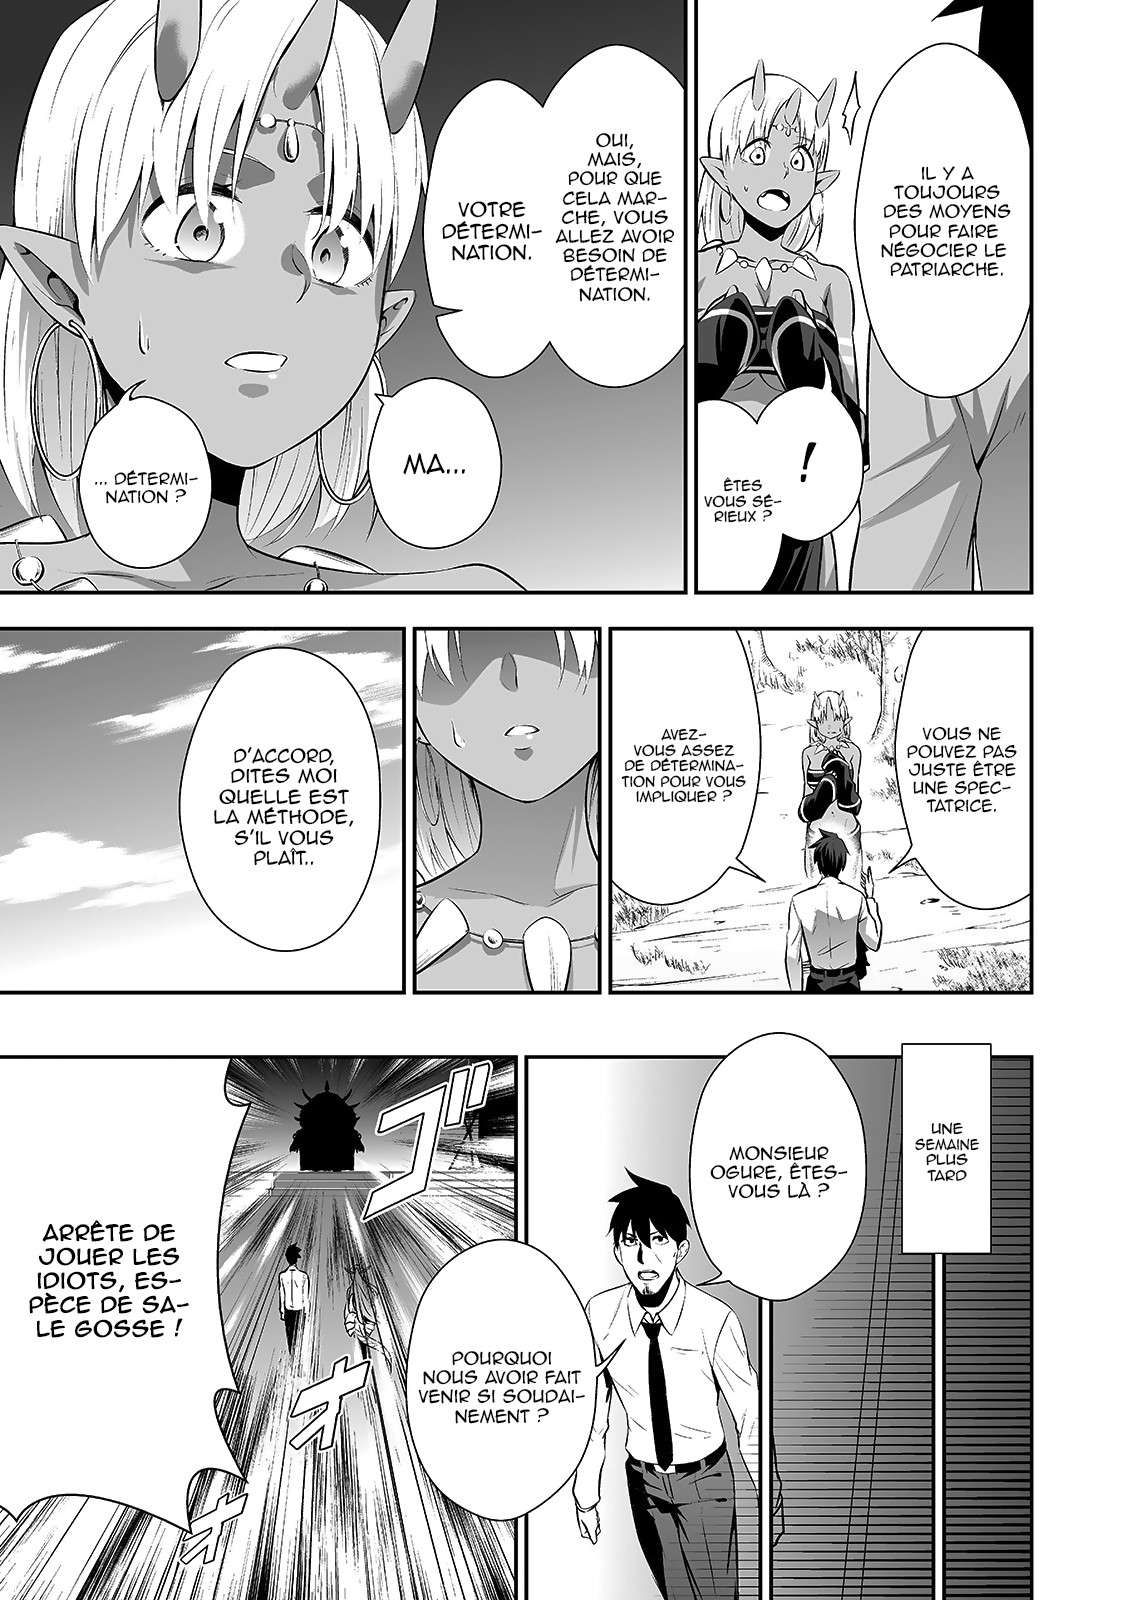 IL Y A
TOUJOURS
DES MOYENS
POUR FAIRE
NÉGOCIER LE
PATRIARCHE.
!
ÊTES
VOUS SÉ-
RIEUX ?
OUI,
MAIS,
POUR QUE
CELA MAR-
CHE, VOUS
ALLEZ AVOIR
BESOIN DE
DÉTERMI-
NATION.
VOTRE
DÉTERMI-
NATION.
MA...
... DÉTERMI-
NATION ?
VOUS NE
POUVEZ PAS
JUSTE ÊTRE
UNE SPEC-
TATRICE.
AVEZ-
VOUS ASSEZ
DE DÉTERMINA-
TION POUR VOUS
IMPLIQUER ?
D'ACCORD,
DITES MOI
QUELLE EST
LA MÉTHODE,
S'IL VOUS
PLAÎT..
UNE
SEMAINE
PLUS
TARD
MONSIEUR
OGURE, ÊTES-
VOUS LÀ ?
POURQUOI
NOUS AVOIR FAIT
VENIR SI SOUDAI-
NEMENT ?
ズ
オ
オ
ARRÊTE DE
JOUER LES
IDIOTS, ES-
PÈCE DE SA-
LE GOSSE !